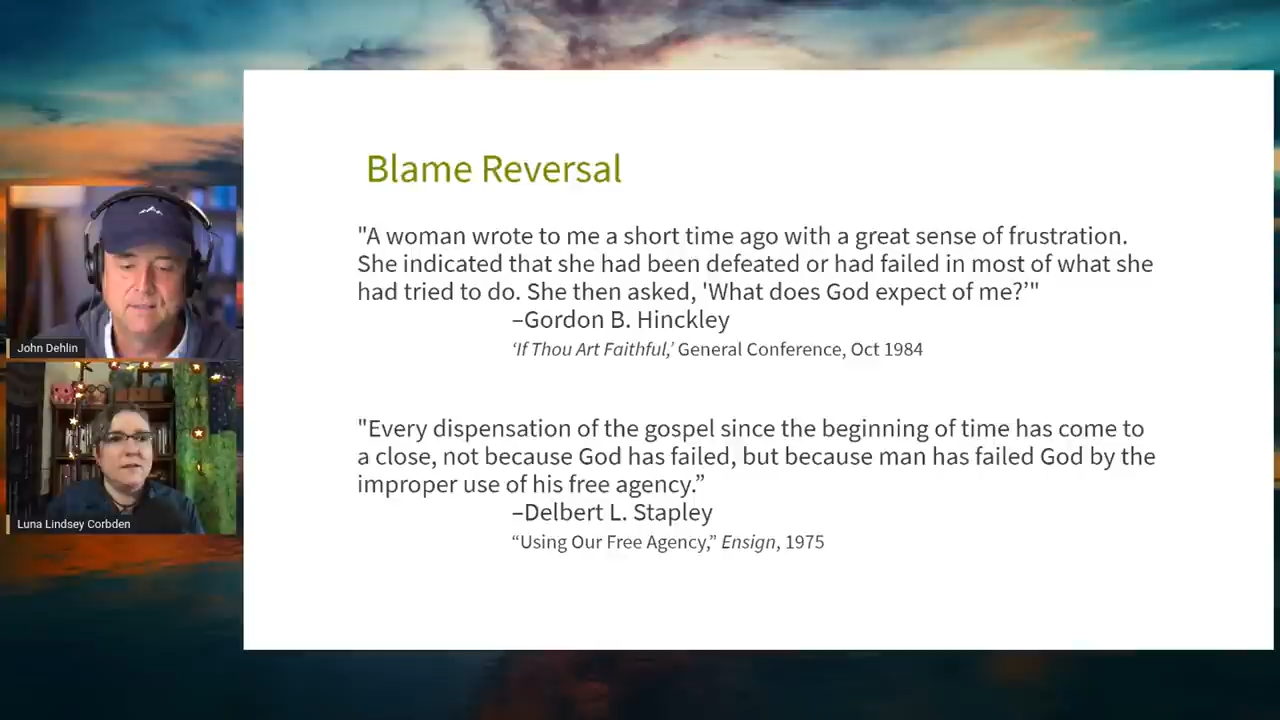 Blame Reversal
"A woman wrote to me a short time ago with a great sense of frustration.
She indicated that she had been defeated or had failed in most of what she
had tried to do. She then asked, 'What does God expect of me?’"
–Gordon B. Hinckley
‘If Thou Art Faithful,’ General Conference, Oct 1984
"Every dispensation of the gospel since the beginning of time has come to
a close, not because God has failed, but because man has failed God by the
improper use of his free agency.”
–Delbert L. Stapley
“Using Our Free Agency,” Ensign, 1975
John Dehlin
Luna Lindsey Corbden